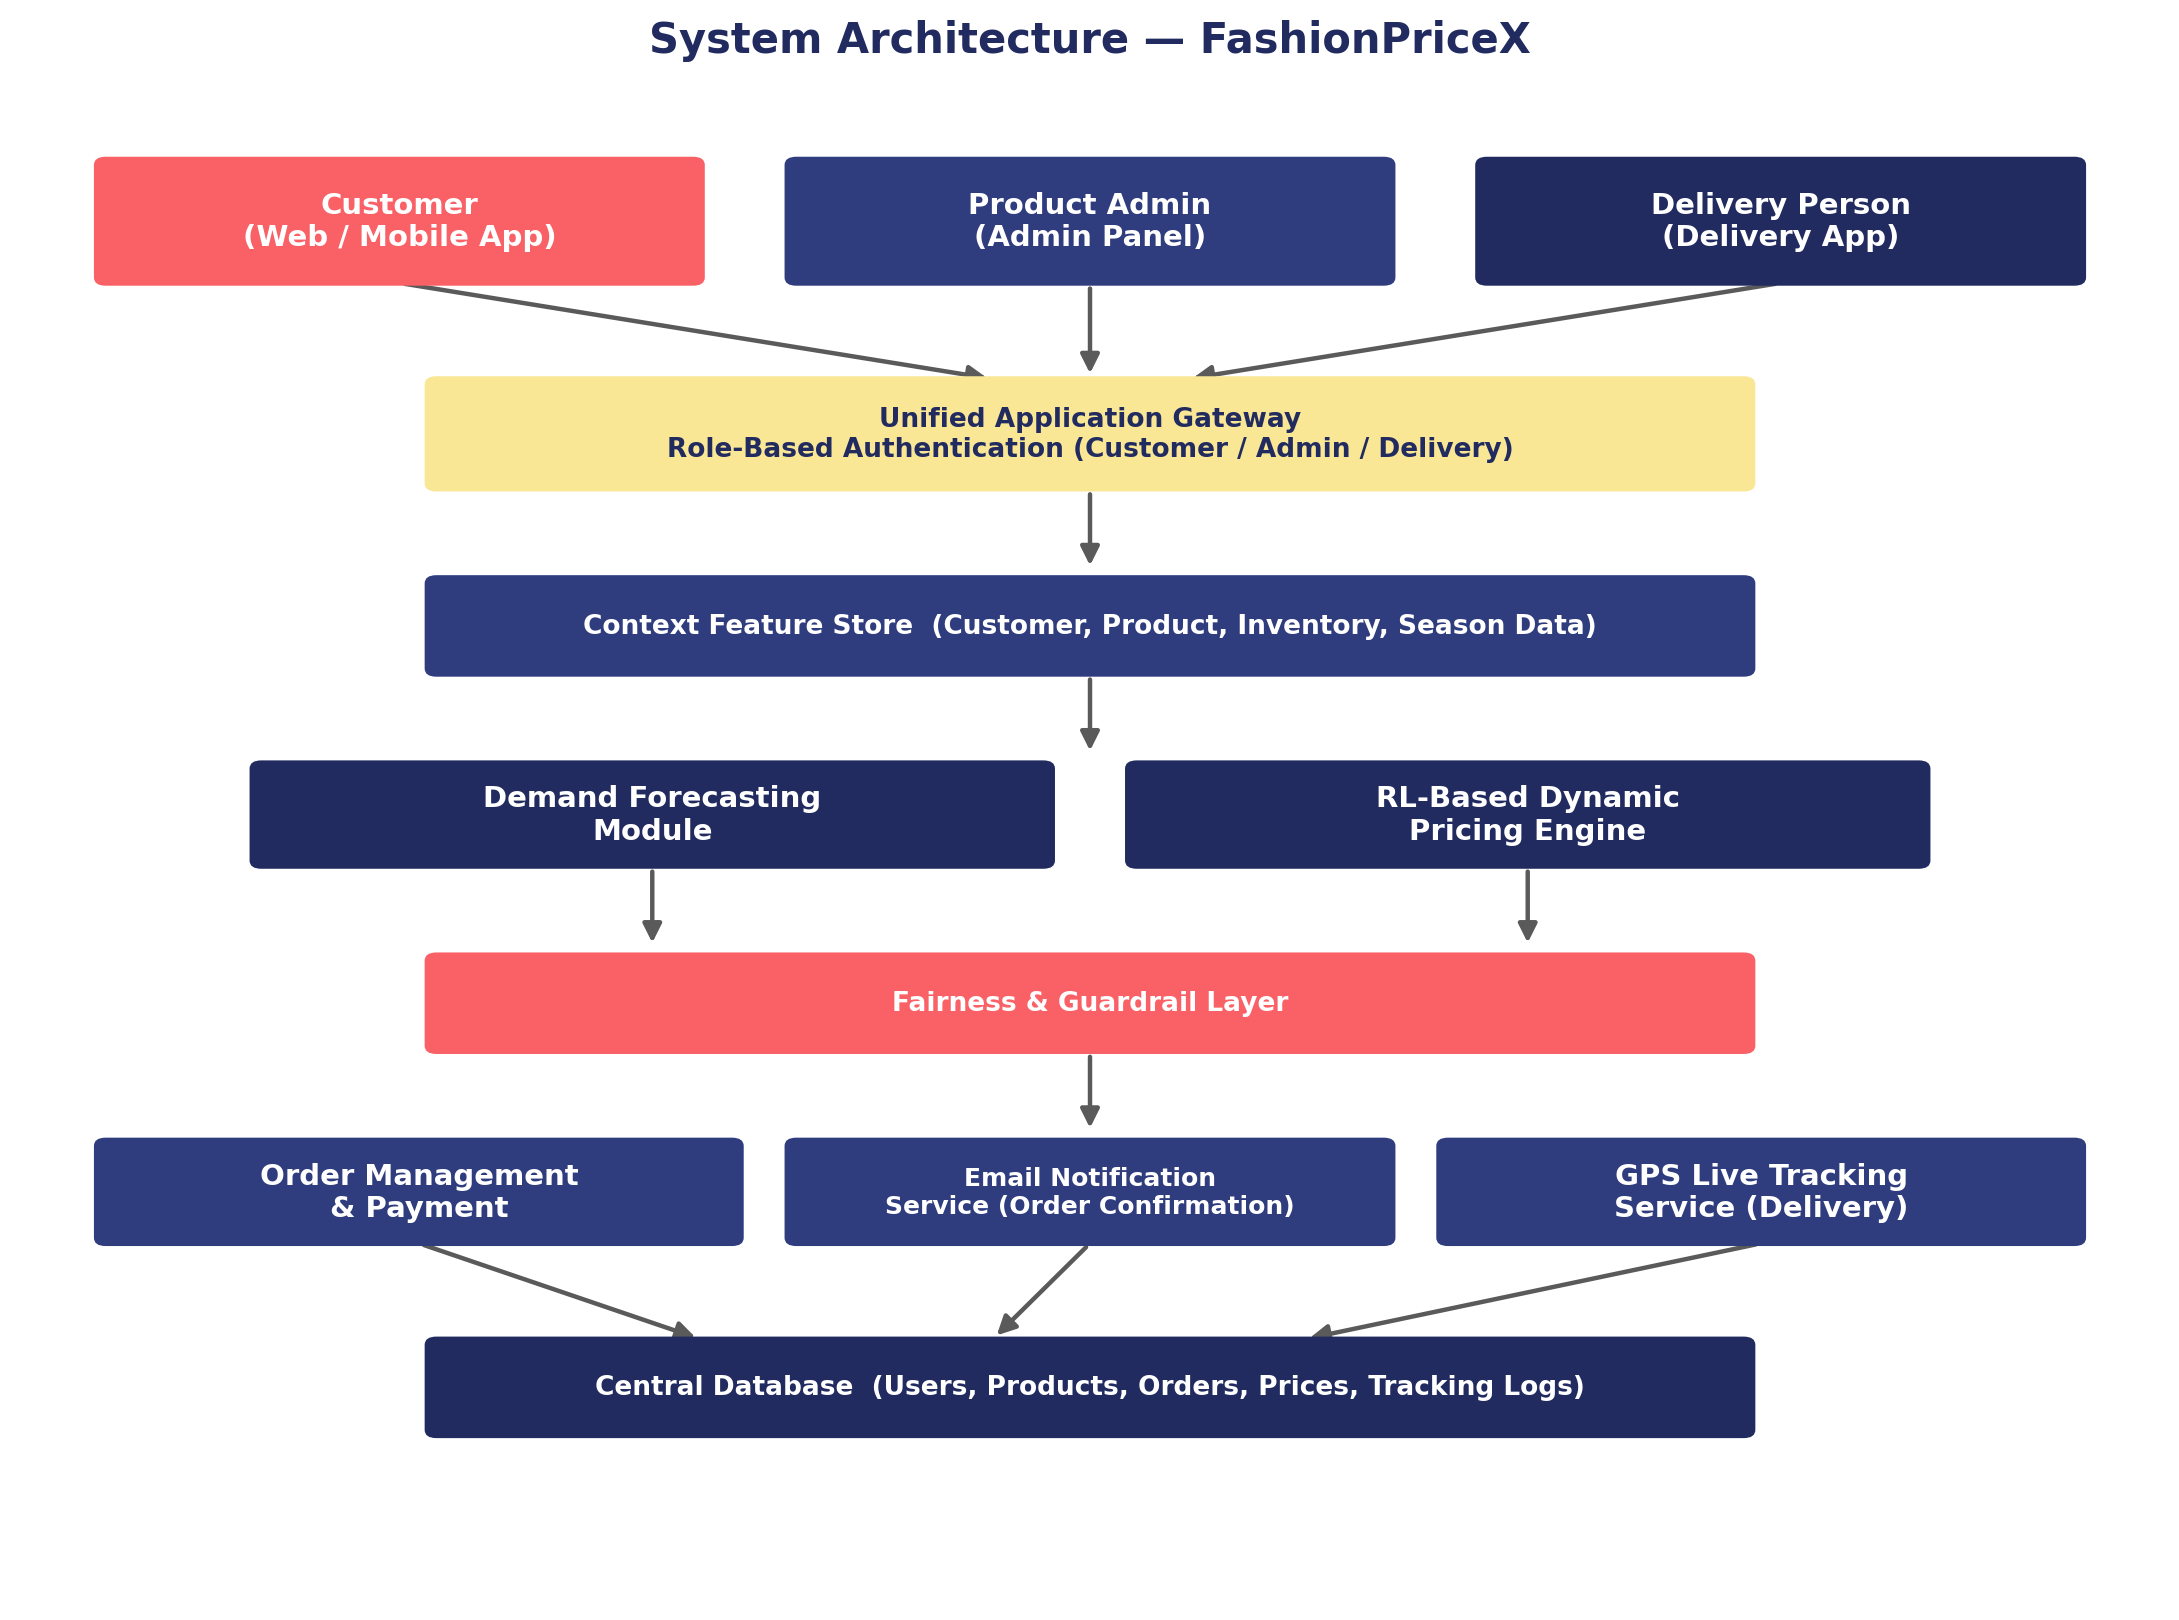 System Architecture — FashionPriceX
Customer
(Web / Mobile App)
Product Admin
(Admin Panel)
Delivery Person
(Delivery App)
Unified Application Gateway
Role-Based Authentication (Customer / Admin / Delivery)
Context Feature Store  (Customer, Product, Inventory, Season Data)
Demand Forecasting
Module
RL-Based Dynamic
Pricing Engine
Fairness & Guardrail Layer
Order Management
& Payment
Email Notification
Service (Order Confirmation)
GPS Live Tracking
Service (Delivery)
Central Database  (Users, Products, Orders, Prices, Tracking Logs)